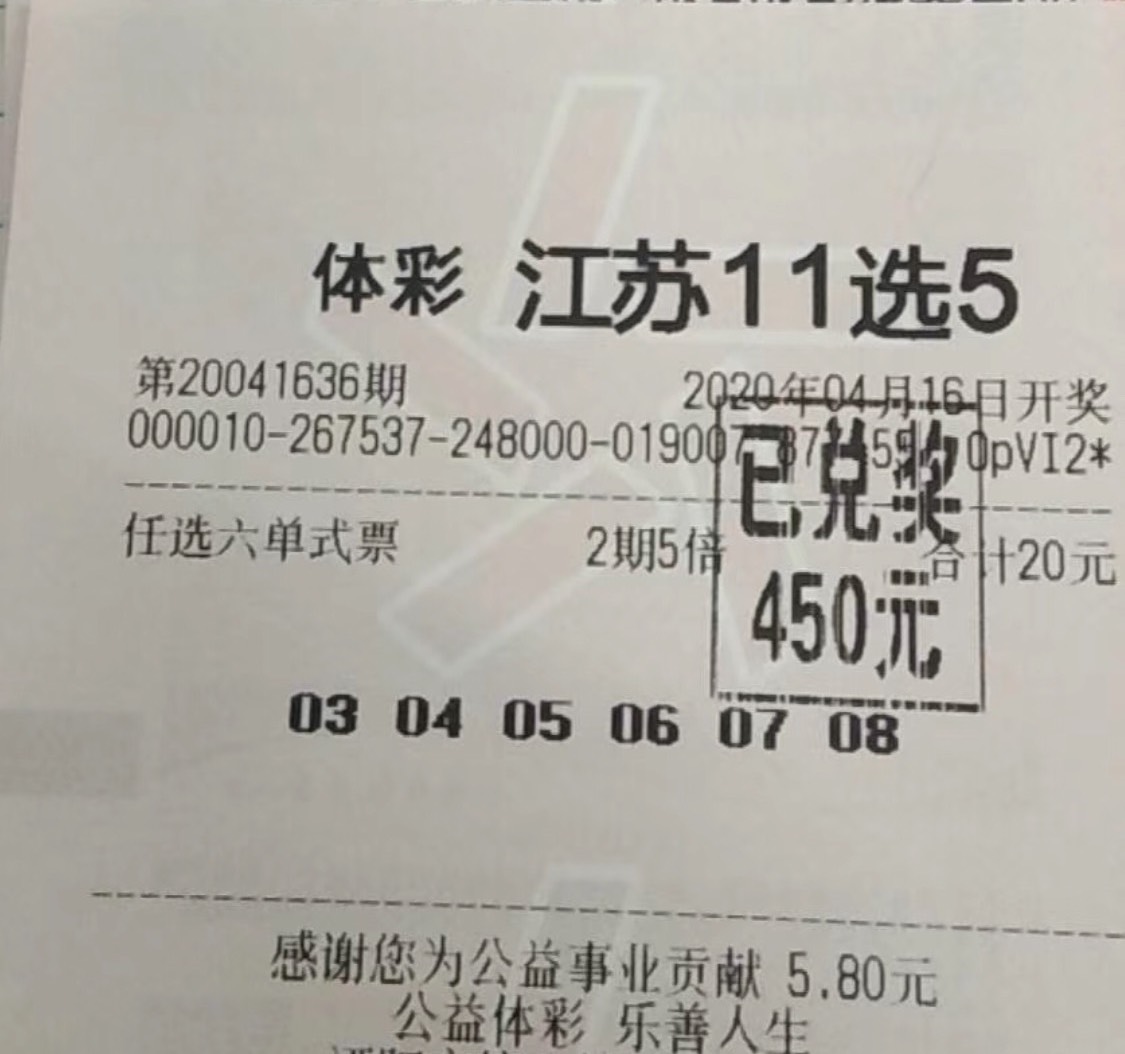 体彩 江苏11选5
第20041636期 2020年04月16日开奖
000010-267537-248000-019007 OpVI2*
已兑奖
任选六单式票 2期5倍 合计20元
450元
03 04 05 06 07 08
感谢您为公益事业贡献 5.80元
公益体彩 乐善人生